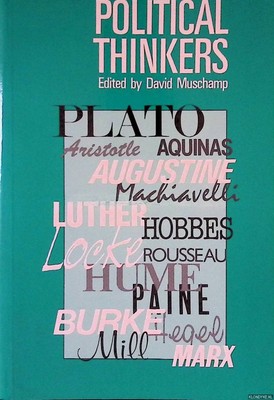 POLITICAL
THINKERS
Edited by David Muschamp
PLATO
Aristotle AQUINAS
AUGUSTINE
Machiavelli
LUTHER
HOBBES
Locke
ROUSSEAU
HUME
PAINE
BURKE
Hegel
Mill
MARX